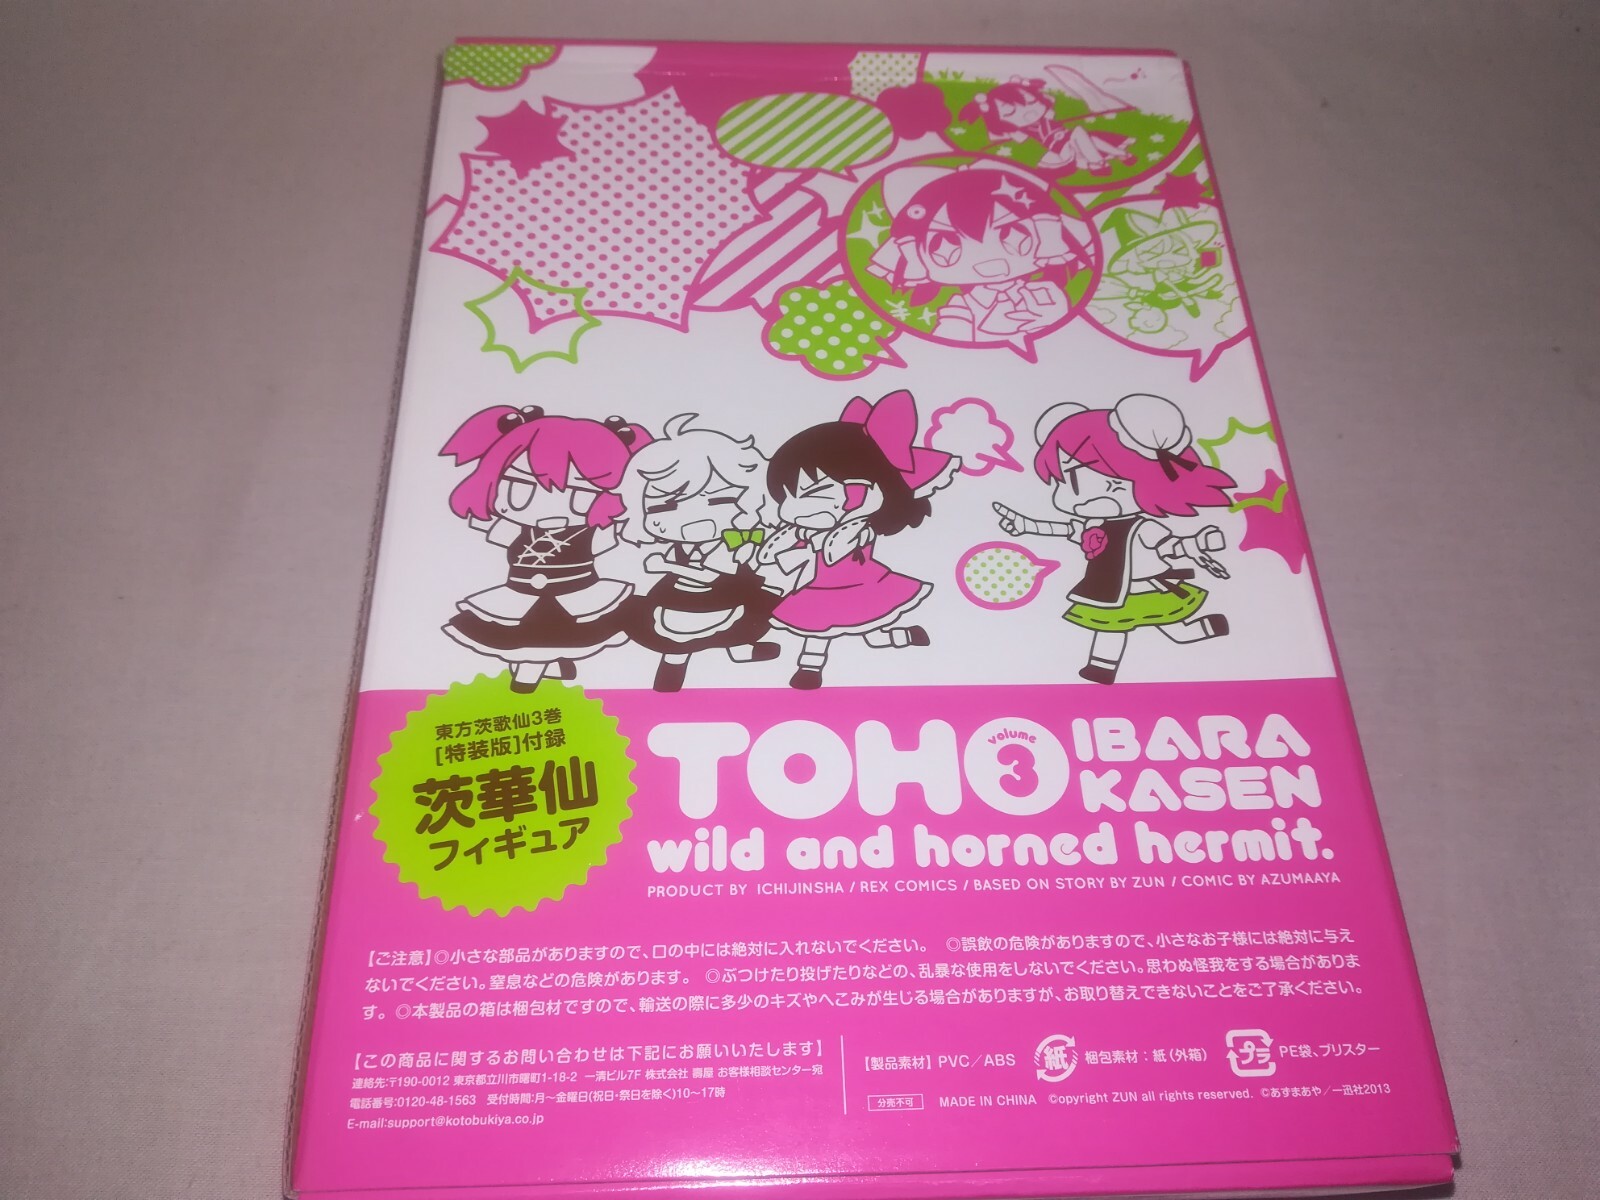 東方茨歌仙3巻
[特装版]付録
茨華仙
フィギュア
TOHO
volume
3
IBARA
KASEN
wild and horned hermit.
PRODUCT BY ICHIJINSHA / REX COMICS / BASED ON STORY BY ZUN / COMIC BY AZUMAAYA
【ご注意】◎小さな部品がありますので、口の中には絶対に入れないでください。 ◎誤飲の危険がありますので、小さなお子様には絶対に与え
ないでください。窒息などの危険があります。 ◎ぶつけたり投げたりなどの、乱暴な使用をしないでください。思わぬ怪我をする場合がありま
す。◎本製品の箱は梱包材ですので、輸送の際に多少のキズやへこみが生じる場合がありますが、お取り替えできないことをご了承ください。
【この商品に関するお問い合わせは下記にお願いいたします】
連絡先:〒190-0012 東京都立川市曙町1-18-2 一清ビル7F 株式会社 壽屋 お客様相談センター宛
電話番号:0120-48-1563 受付時間:月~金曜日(祝日・祭日を除く)10~17時
E-mail:support@kotobukiya.co.jp
【製品素材】PVC/ABS
紙
梱包素材:紙(外箱)
プラ
PE袋、ブリスター
分売不可
MADE IN CHINA ©opyright ZUN all rights reserved. ©あずまあや/一迅社2013